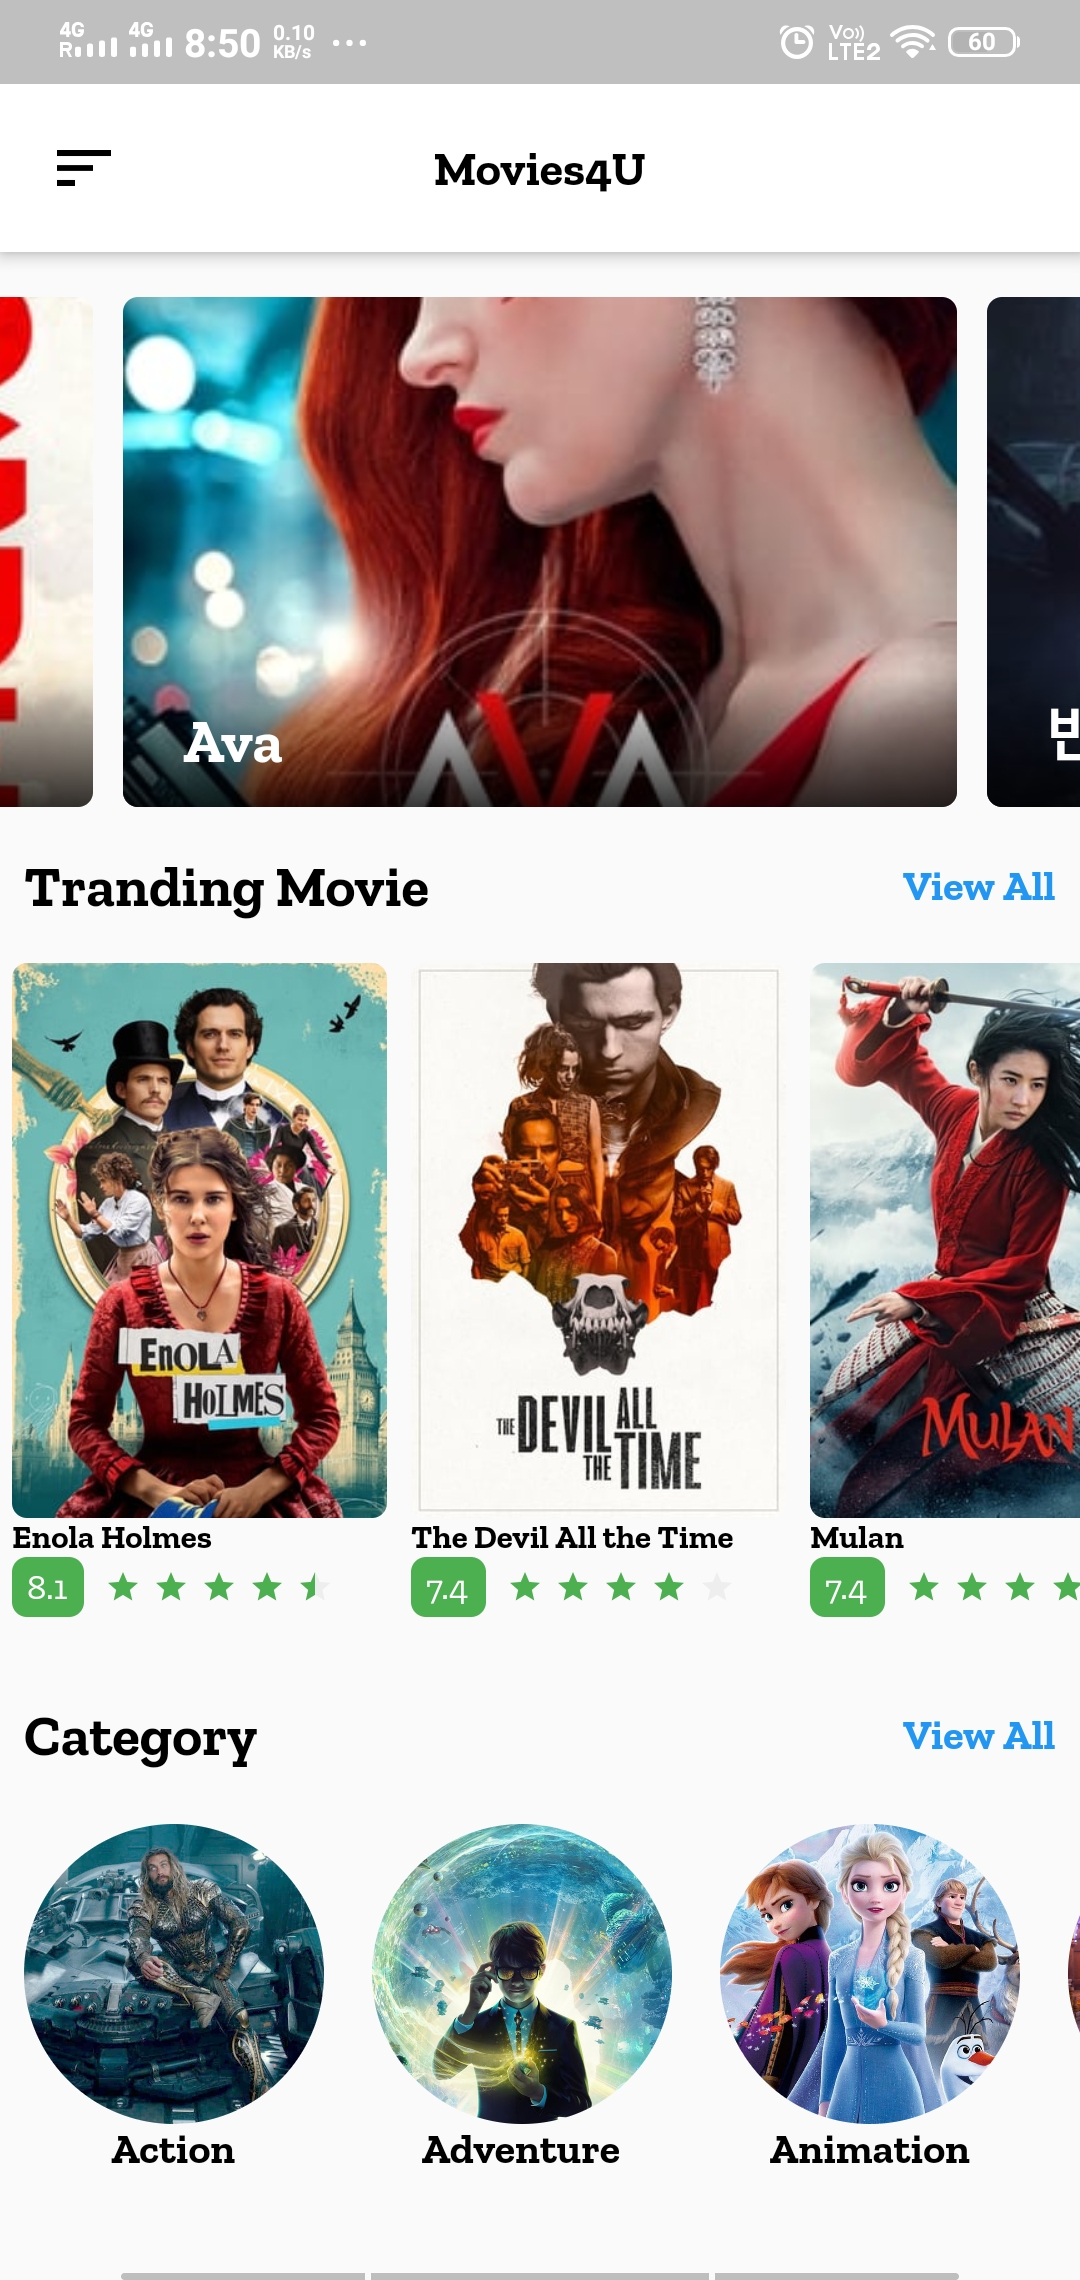 4G 4G 8:50 0.10
R KB/s ...
Vo)) LTE2 60
Movies4U
AVA
Ava
Tranding Movie View All
ENOLA
HOLMES
THE DEVIL ALL
THE TIME
MULAN
Enola Holmes The Devil All the Time Mulan
8.1 7.4 7.4
Category View All
Action Adventure Animation